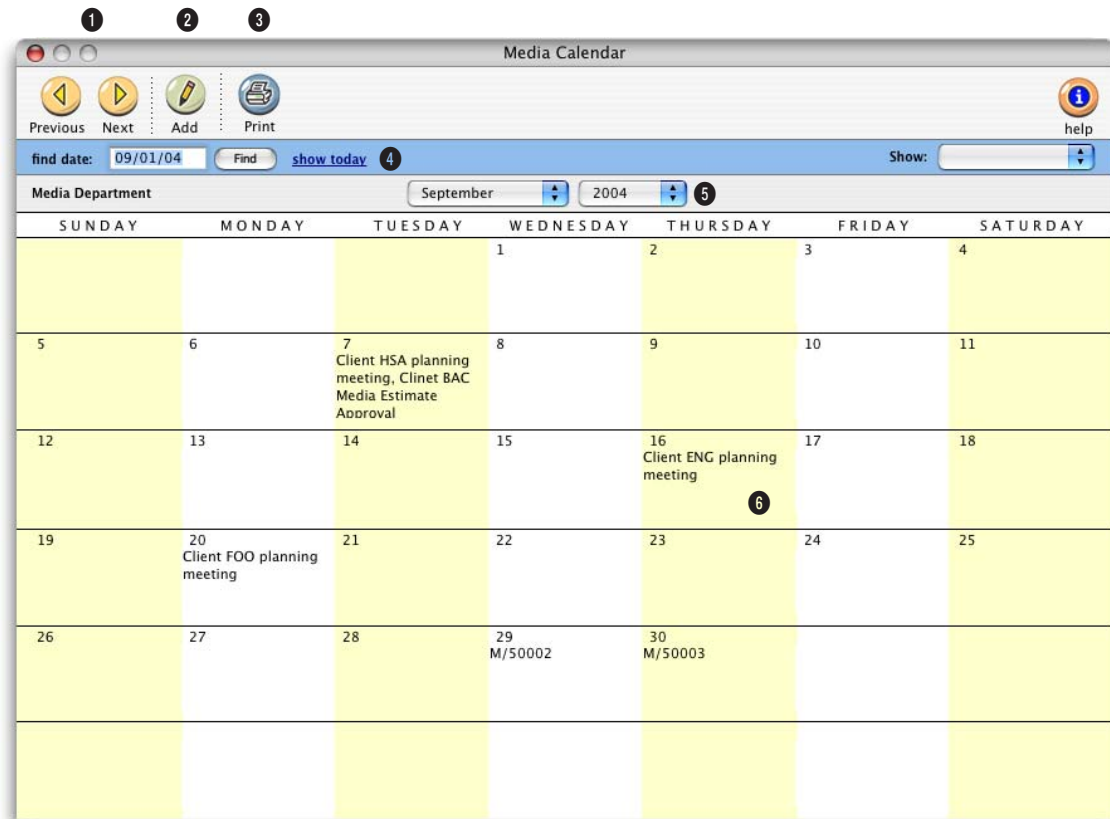 1 2 3
Media Calendar
Previous Next Add Print help
find date: 09/01/04 Find show today 4 Show:
Media Department September 2004 5
SUNDAY MONDAY TUESDAY WEDNESDAY THURSDAY FRIDAY SATURDAY
1 2 3 4
5 6 7 8 9 10 11
Client HSA planning
meeting, Clinet BAC
Media Estimate
Approval
12 13 14 15 16 17 18
Client ENG planning
meeting
6
19 20 21 22 23 24 25
Client FOO planning
meeting
26 27 28 29 30
M/50002 M/50003